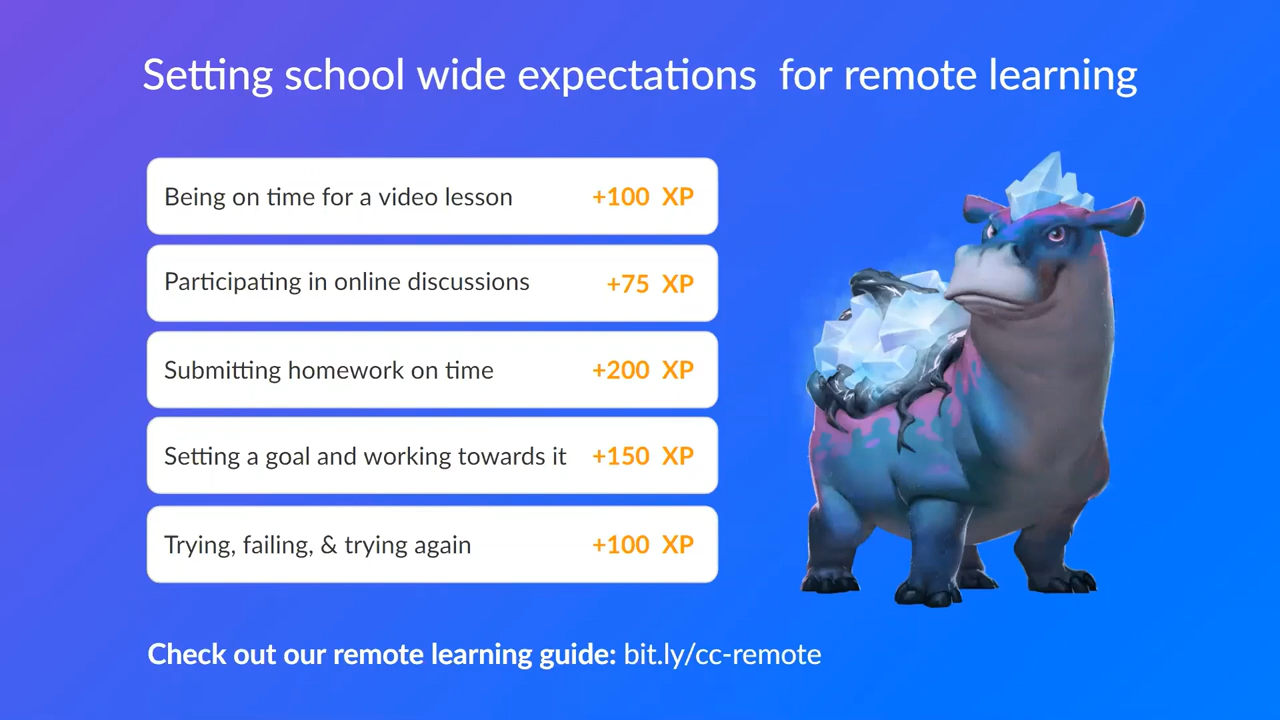 Setting school wide expectations  for remote learning
Being on time for a video lesson +100  XP
Participating in online discussions +75  XP
Submitting homework on time +200  XP
Setting a goal and working towards it +150  XP
Trying, failing, & trying again +100  XP
Check out our remote learning guide: bit.ly/cc-remote